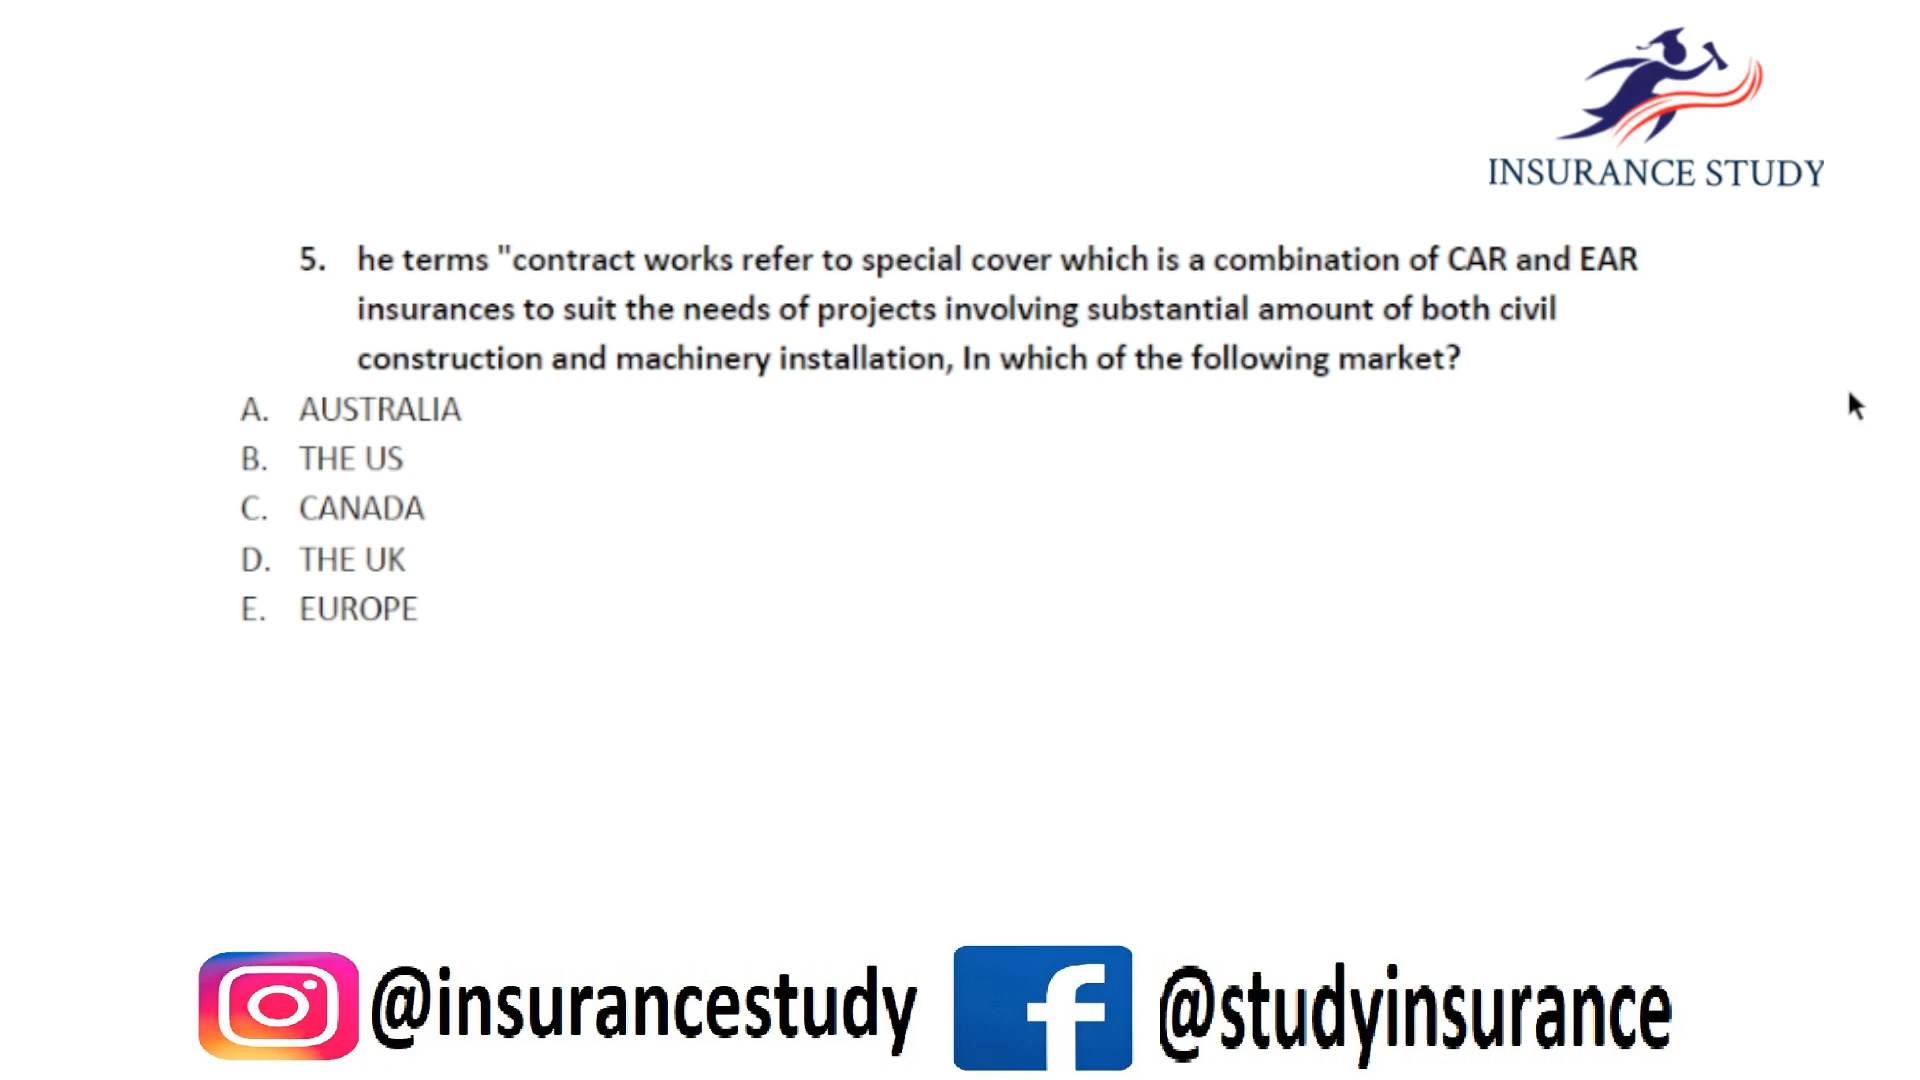 INSURANCE STUDY
5. he terms "contract works refer to special cover which is a combination of CAR and EAR
insurances to suit the needs of projects involving substantial amount of both civil
construction and machinery installation, In which of the following market?
A. AUSTRALIA
B. THE US
C. CANADA
D. THE UK
E. EUROPE
@insurancestudy @studyinsurance